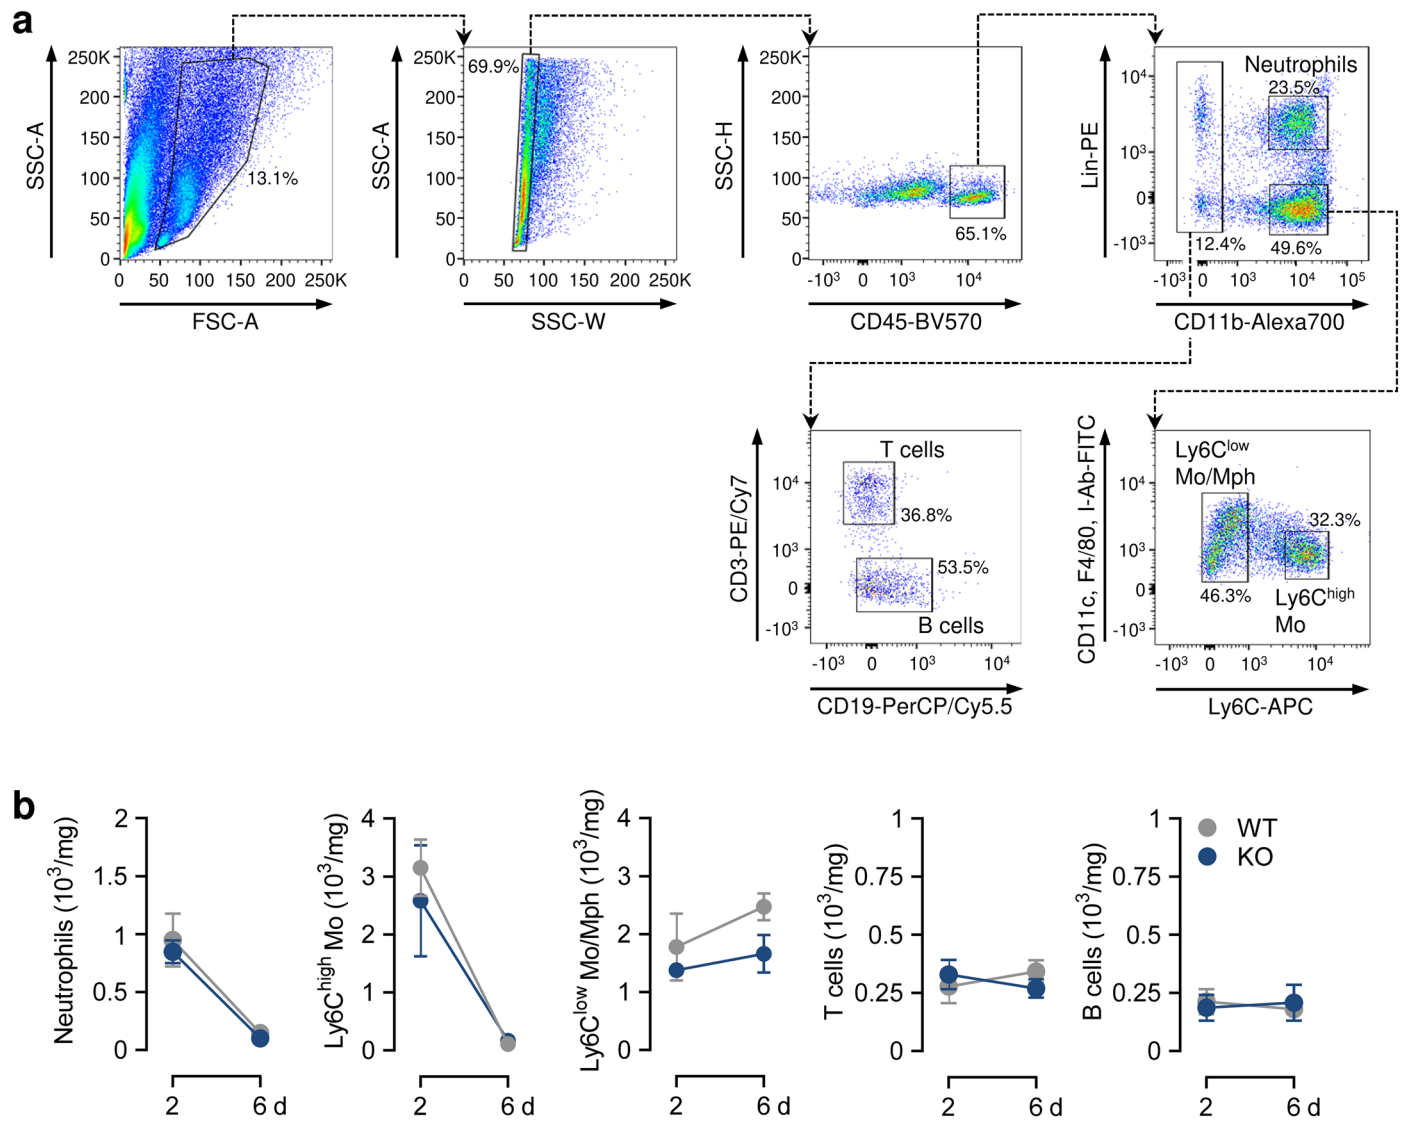 a
250K
200
150
100
50
0
SSC-A
13.1%
0 50 100 150 200 250K
FSC-A
250K
200
150
100
50
0
SSC-A
69.9%
0 50 100 150 200 250K
SSC-W
250K
200
150
100
50
0
SSC-H
65.1%
-10³ 0 10³ 10⁴
CD45-BV570
10⁴
10³
0
-10³
Lin-PE
Neutrophils
23.5%
12.4%
49.6%
-10³ 0 10³ 10⁴ 10⁵
CD11b-Alexa700
10⁴
10³
0
-10³
CD3-PE/Cy7
T cells
36.8%
53.5%
B cells
-10³ 0 10³ 10⁴
CD19-PerCP/Cy5.5
10⁴
10³
0
-10³
CD11c, F4/80, I-Ab-FITC
Ly6Clow
Mo/Mph
32.3%
46.3%
Ly6Chigh
Mo
-10³ 0 10³ 10⁴
Ly6C-APC
b
Neutrophils (10³/mg)
2
1.5
1
0.5
0
2 6 d
Ly6Chigh Mo (10³/mg)
4
3
2
1
0
2 6 d
Ly6Clow Mo/Mph (10³/mg)
4
3
2
1
0
2 6 d
T cells (10³/mg)
1
0.75
0.5
0.25
0
2 6 d
B cells (10³/mg)
1
0.75
0.5
0.25
0
2 6 d
WT
KO